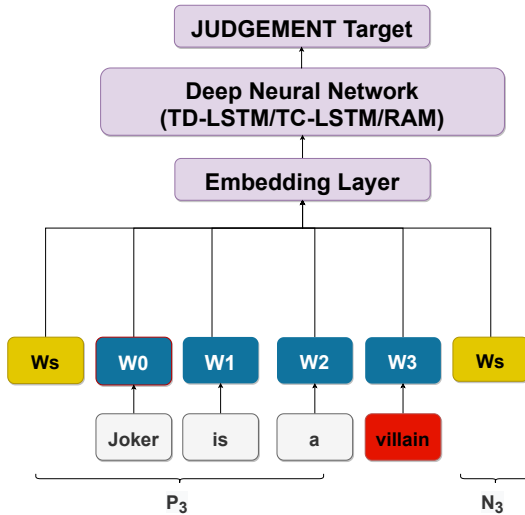 JUDGEMENT Target
Deep Neural Network
(TD-LSTM/TC-LSTM/RAM)
Embedding Layer
Ws W0 W1 W2 W3 Ws
Joker is a villain
P₃ N₃